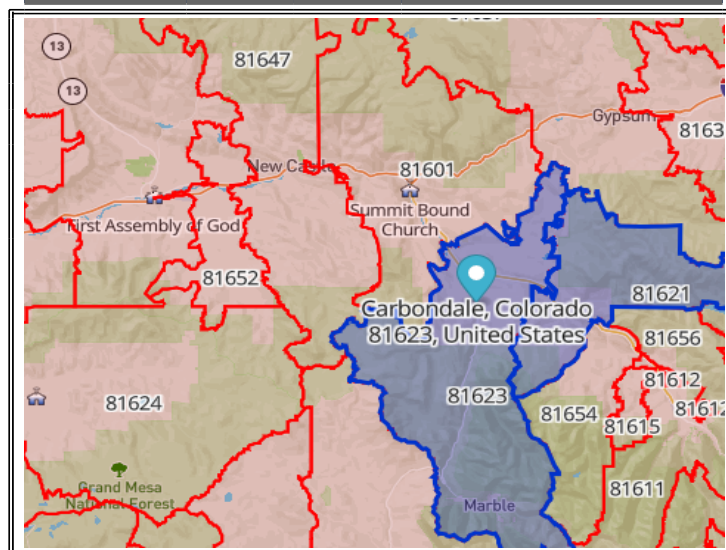 13
81647
13
Gypsum
8163
New Castle
81601
First Assembly of God
Summit Bound
Church
81652
81621
Carbondale, Colorado
81623, United States
81656
81612
81624
81623
81654
81612
81615
Grand Mesa
National Forest
81611
Marble